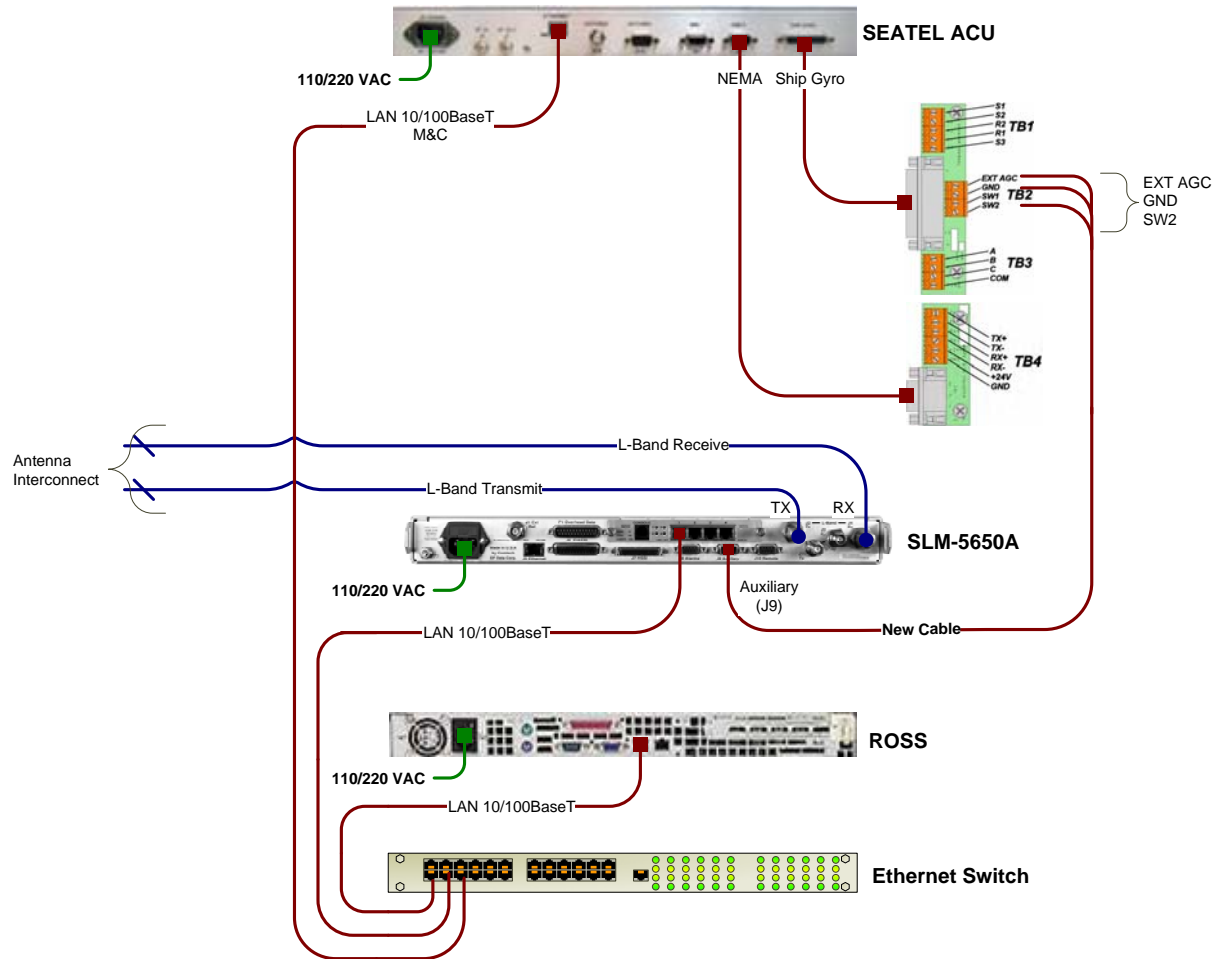 SEATEL ACU
110/220 VAC
NEMA
Ship Gyro
LAN 10/100BaseT
M&C
S1
S2
R2
R1
S3
TB1
EXT AGC
GND
SW1
SW2
TB2
EXT AGC
GND
SW2
A
B
C
COM
TB3
TX+
TX-
RX+
RX-
+24V
GND
TB4
L-Band Receive
Antenna
Interconnect
L-Band Transmit
TX
RX
SLM-5650A
110/220 VAC
Auxiliary
(J9)
LAN 10/100BaseT
New Cable
ROSS
110/220 VAC
LAN 10/100BaseT
Ethernet Switch